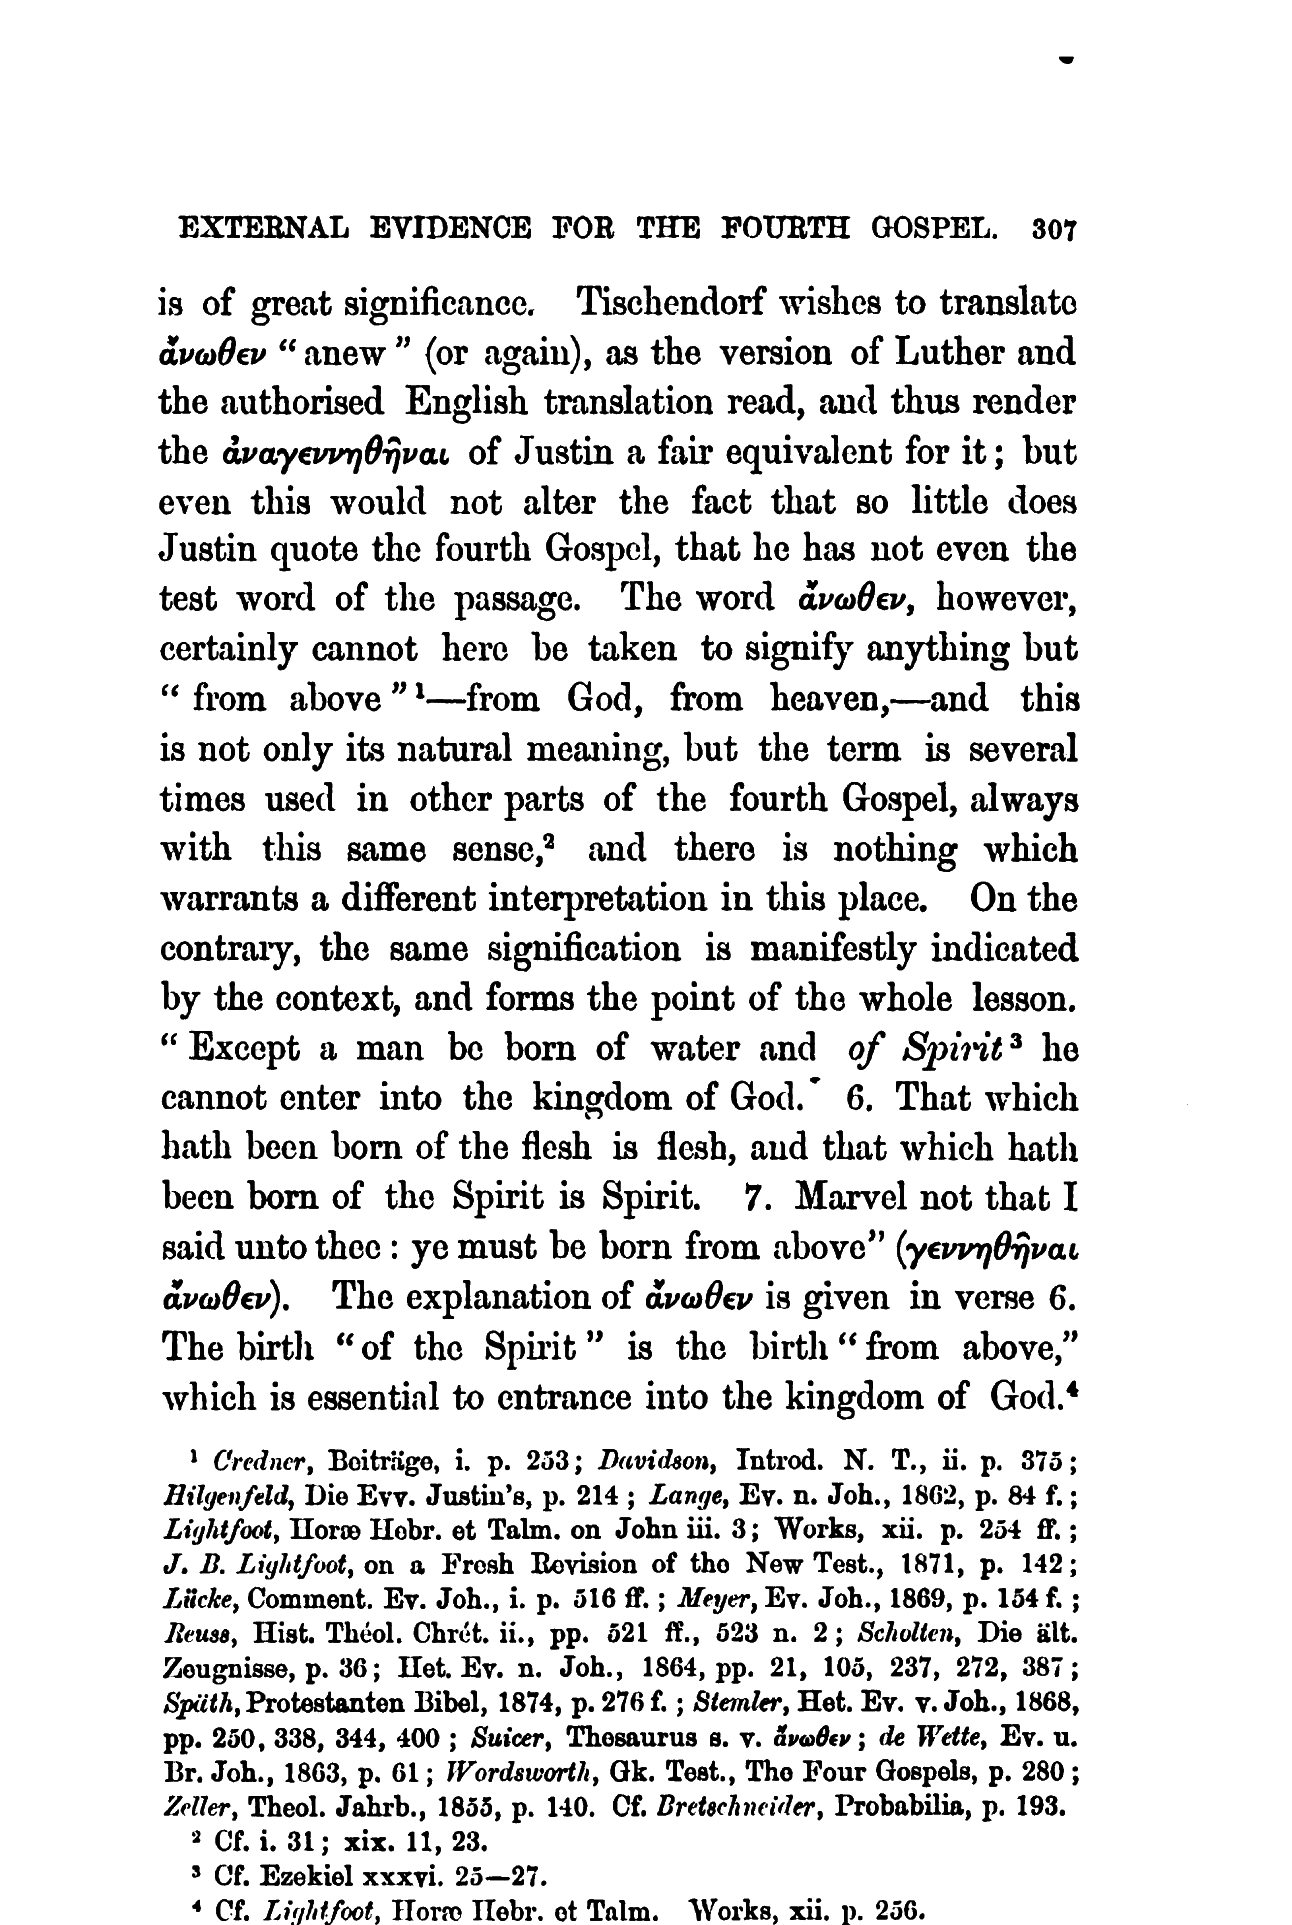 EXTERNAL EVIDENCE FOR THE FOURTH GOSPEL. 307
is of great significance. Tischendorf wishes to translate
ἄνωθεν “anew” (or again), as the version of Luther and
the authorised English translation read, and thus render
the ἀναγεννηθῆναι of Justin a fair equivalent for it; but
even this would not alter the fact that so little does
Justin quote the fourth Gospel, that he has not even the
test word of the passage. The word ἄνωθεν, however,
certainly cannot here be taken to signify anything but
“from above”¹—from God, from heaven,—and this
is not only its natural meaning, but the term is several
times used in other parts of the fourth Gospel, always
with this same sense,² and there is nothing which
warrants a different interpretation in this place. On the
contrary, the same signification is manifestly indicated
by the context, and forms the point of the whole lesson.
“Except a man be born of water and of Spirit³ he
cannot enter into the kingdom of God. 6. That which
hath been born of the flesh is flesh, and that which hath
been born of the Spirit is Spirit. 7. Marvel not that I
said unto thee: ye must be born from above” (γεννηθῆναι
ἄνωθεν). The explanation of ἄνωθεν is given in verse 6.
The birth “of the Spirit” is the birth “from above,”
which is essential to entrance into the kingdom of God.⁴
¹ Credner, Beiträge, i. p. 253; Davidson, Introd. N. T., ii. p. 375;
Hilgenfeld, Die Evv. Justin's, p. 214; Lange, Ev. n. Joh., 1862, p. 84 f.;
Lightfoot, Horæ Hebr. et Talm. on John iii. 3; Works, xii. p. 254 ff.;
J. B. Lightfoot, on a Fresh Revision of the New Test., 1871, p. 142;
Lücke, Comment. Ev. Joh., i. p. 516 ff.; Meyer, Ev. Joh., 1869, p. 154 f.;
Reuss, Hist. Théol. Chrét. ii., pp. 521 ff., 523 n. 2; Scholten, Die ält.
Zeugnisse, p. 36; Het. Ev. n. Joh., 1864, pp. 21, 105, 237, 272, 387;
Späth, Protestanten Bibel, 1874, p. 276 f.; Stemler, Het. Ev. v. Joh., 1868,
pp. 250, 338, 344, 400; Suicer, Thesaurus s. v. ἄνωθεν; de Wette, Ev. u.
Br. Joh., 1863, p. 61; Wordsworth, Gk. Test., The Four Gospels, p. 280;
Zeller, Theol. Jahrb., 1855, p. 140. Cf. Bretschneider, Probabilia, p. 193.
² Cf. i. 31; xix. 11, 23.
³ Cf. Ezekiel xxxvi. 25—27.
⁴ Cf. Lightfoot, Horæ Hebr. et Talm. Works, xii. p. 256.